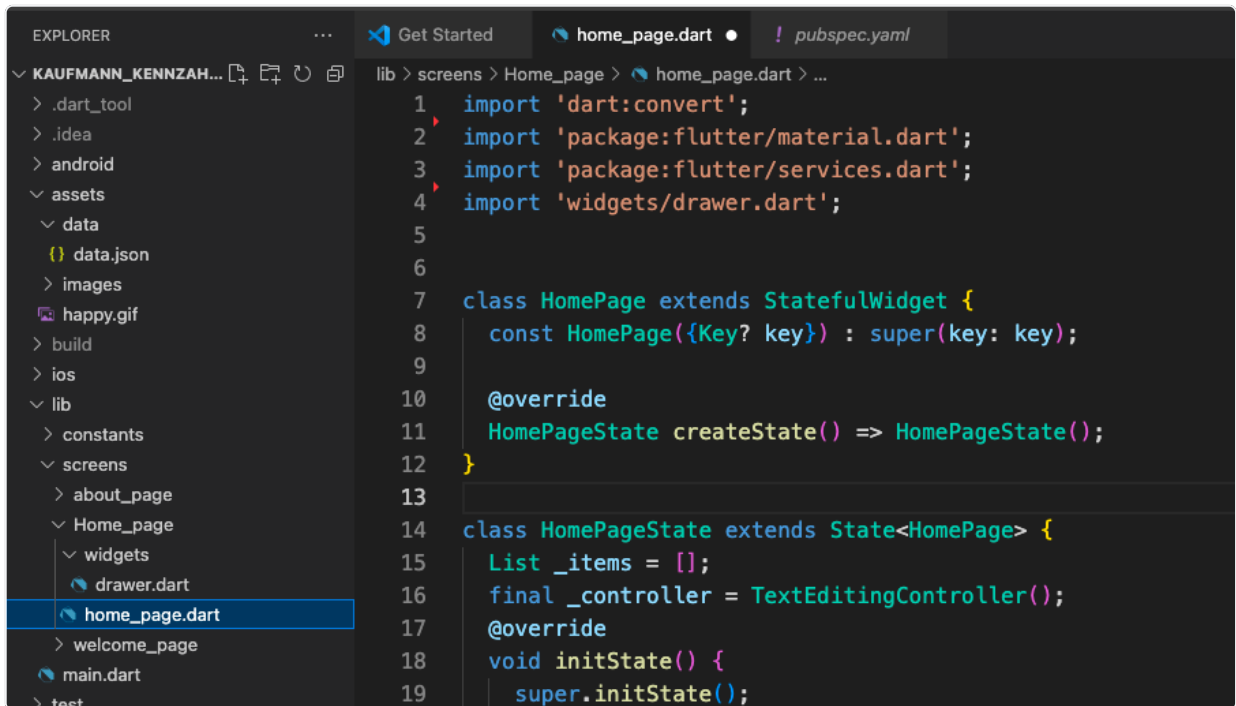 EXPLORER ...
KAUFMANN_KENNZAH...
.dart_tool
.idea
android
assets
data
{} data.json
images
happy.gif
build
ios
lib
constants
screens
about_page
Home_page
widgets
drawer.dart
home_page.dart
welcome_page
main.dart
test
Get Started home_page.dart ● ! pubspec.yaml
lib > screens > Home_page > home_page.dart > ...
1 import 'dart:convert';
2 import 'package:flutter/material.dart';
3 import 'package:flutter/services.dart';
4 import 'widgets/drawer.dart';
5
6
7 class HomePage extends StatefulWidget {
8 const HomePage({Key? key}) : super(key: key);
9
10 @override
11 HomePageState createState() => HomePageState();
12 }
13
14 class HomePageState extends State<HomePage> {
15 List _items = [];
16 final _controller = TextEditingController();
17 @override
18 void initState() {
19 super.initState();